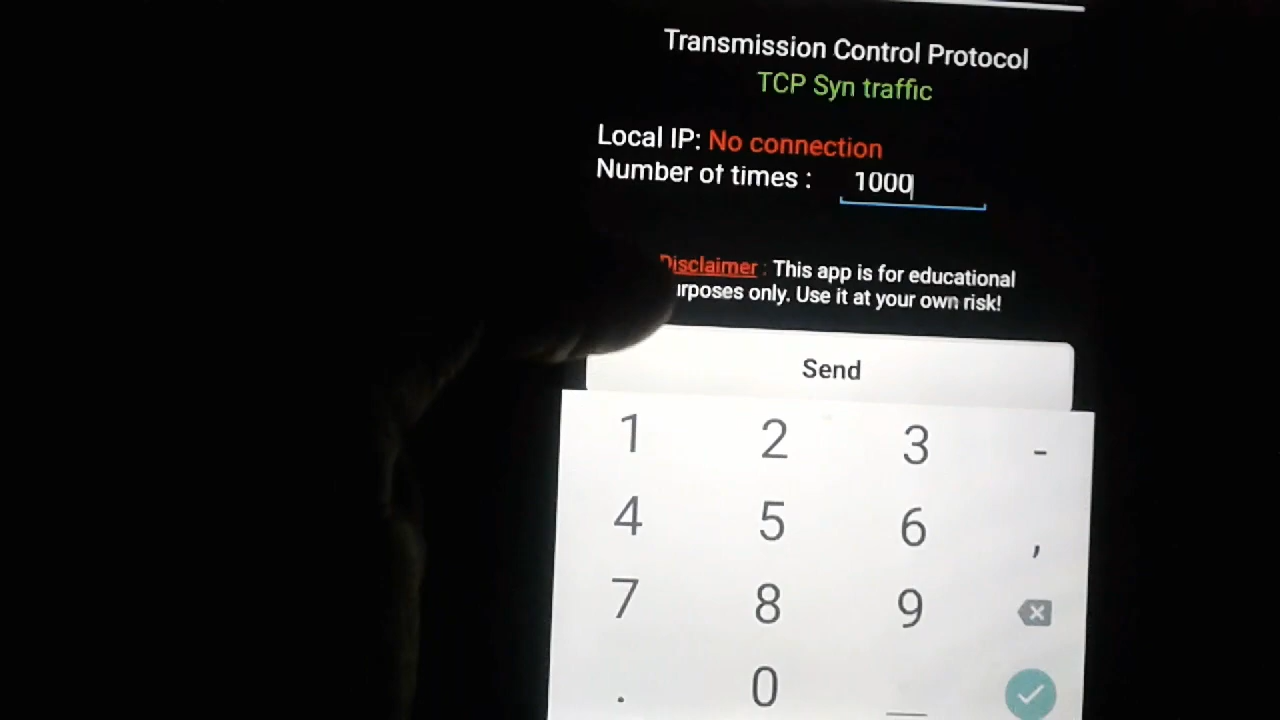 Transmission Control Protocol
TCP Syn traffic
Local IP: No connection
Number of times : 1000
Disclaimer : This app is for educational
urposes only. Use it at your own risk!
Send
1 2 3 -
4 5 6 ,
7 8 9
. 0 _